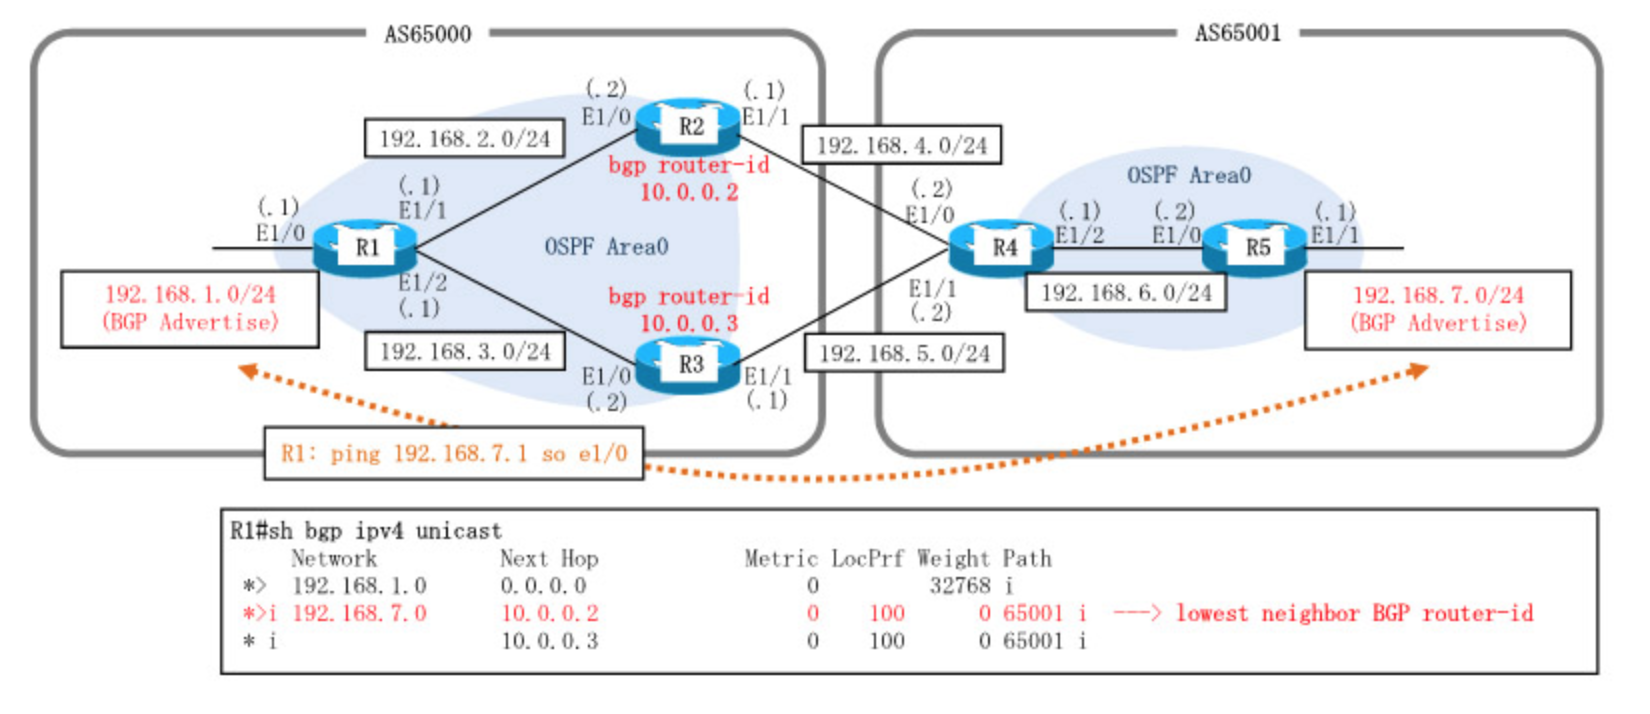 AS65000
AS65001
(.2)
E1/0
R2
(.1)
E1/1
192.168.2.0/24
bgp router-id
10.0.0.2
192.168.4.0/24
(.1)
E1/0
R1
(.1)
E1/1
OSPF Area0
E1/2
(.1)
192.168.1.0/24
(BGP Advertise)
192.168.3.0/24
bgp router-id
10.0.0.3
R3
E1/0
(.2)
E1/1
(.1)
192.168.5.0/24
(.2)
E1/0
R4
E1/1
(.2)
OSPF Area0
(.1)
E1/2
(.2)
E1/0
R5
(.1)
E1/1
192.168.6.0/24
192.168.7.0/24
(BGP Advertise)
R1: ping 192.168.7.1 so e1/0
R1#sh bgp ipv4 unicast
Network Next Hop Metric LocPrf Weight Path
*> 192.168.1.0 0.0.0.0 0 32768 i
*>i 192.168.7.0 10.0.0.2 0 100 0 65001 i ---> lowest neighbor BGP router-id
* i 10.0.0.3 0 100 0 65001 i